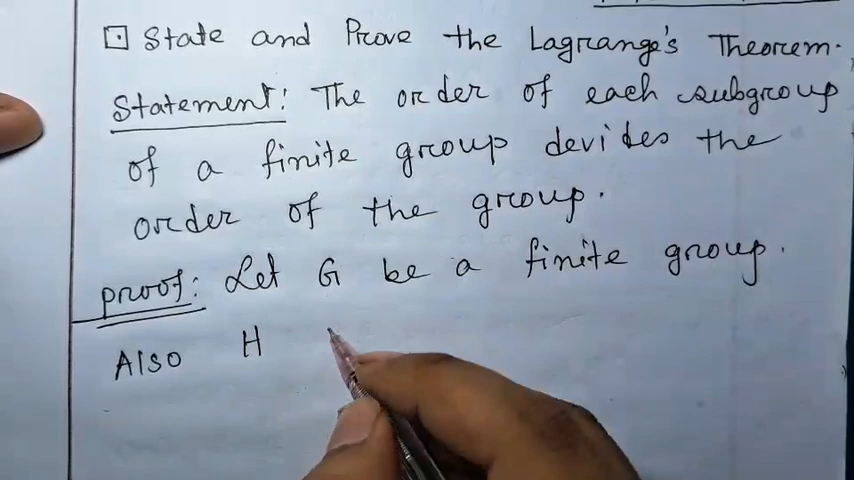 State and Prove the Lagrange's Theorem.
Statement: The order of each subgroup
of a finite group devides the
order of the group.
Proof: Let G be a finite group.
Also H